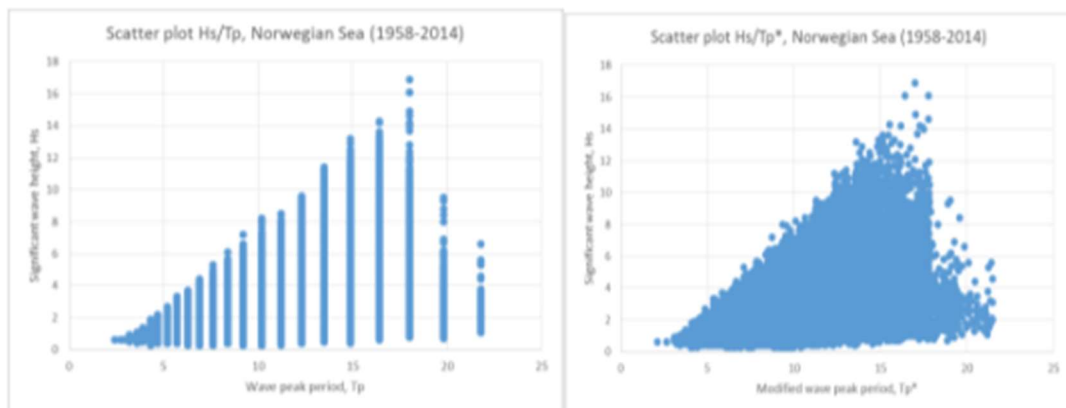 Scatter plot Hs/Tp, Norwegian Sea (1958-2014)
18
16
14
12
10
8
6
4
2
0
Significant wave height, Hs
0 5 10 15 20 25
Wave peak period, Tp
Scatter plot Hs/Tp*, Norwegian Sea (1958-2014)
18
16
14
12
10
8
6
4
2
0
Significant wave height, Hs
0 5 10 15 20 25
Modified wave peak period, Tp*